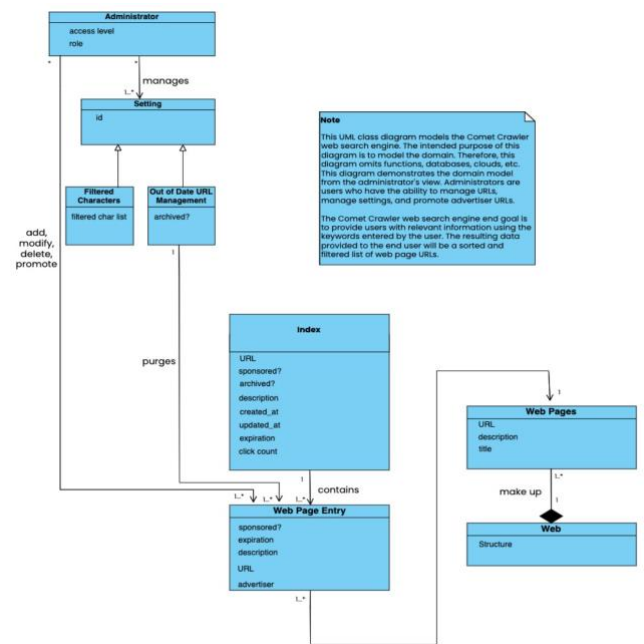 Administrator
access level
role
*
*
manages
1..*
Setting
id
Filtered
Characters
filtered char list
Out of Date URL
Management
archived?
1
add,
modify,
delete,
promote
purges
Note
This UML class diagram models the Comet Crawler
web search engine. The intended purpose of this
diagram is to model the domain. Therefore, this
diagram omits functions, databases, clouds, etc.
This diagram demonstrates the domain model
from the administrator's view. Administrators are
users who have the ability to manage URLs,
manage settings, and promote advertiser URLs.
The Comet Crawler web search engine end goal is
to provide users with relevant information using the
keywords entered by the user. The resulting data
provided to the end user will be a sorted and
filtered list of web page URLs.
Index
URL
sponsored?
archived?
description
created_at
updated_at
expiration
click count
1
contains
1..*
1..*
1..*
Web Page Entry
sponsored?
expiration
description
URL
advertiser
1..*
1
Web Pages
URL
description
title
1..*
make up
1
Web
Structure